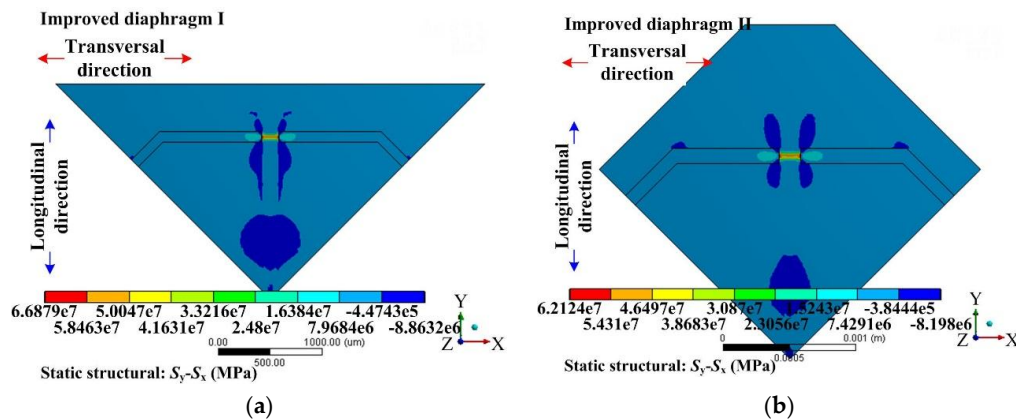 Improved diaphragm I
Transversal
direction
Longitudinal
direction
6.6879e7 5.0047e7 3.3216e7 1.6384e7 -4.4743e5
5.8463e7 4.1631e7 2.48e7 7.9684e6 -8.8632e6
0.00 1000.00 (um)
500.00
Y
Z X
Static structural: Sy-Sx (MPa)
(a)
Improved diaphragm II
Transversal
direction
Longitudinal
direction
6.2124e7 4.6497e7 3.087e7 -3.8444e5
5.431e7 3.8683e7 2.3056e7 7.4291e6 -8.198e6
0 0.001 (m)
0.0005
Y
Z X
Static structural: Sy-Sx (MPa)
(b)